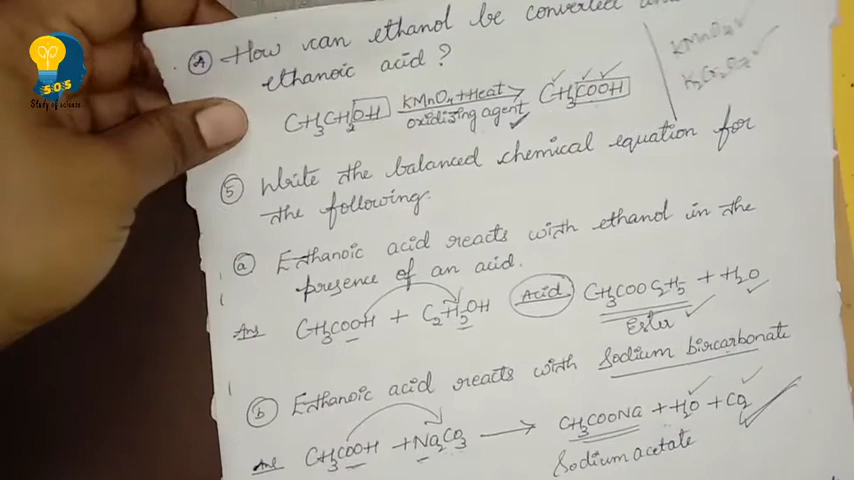 S.O.S
Study of science
④ How can ethanol be converted into
ethanoic acid?
KMnO4
K2Cr2O7
CH3CH2OH KMnO4+Heat CH3COOH
oxidizing agent
⑤ Write the balanced chemical equation for
the following.
ⓐ Ethanoic acid reacts with ethanol in the
presence of an acid.
Ans CH3COOH + C2H5OH Acid CH3COOC2H5 + H2O
Ester
ⓑ Ethanoic acid reacts with Sodium bircarbonate
Ans CH3COOH + Na2CO3 → CH3COONa + H2O + CO2
Sodium acetate